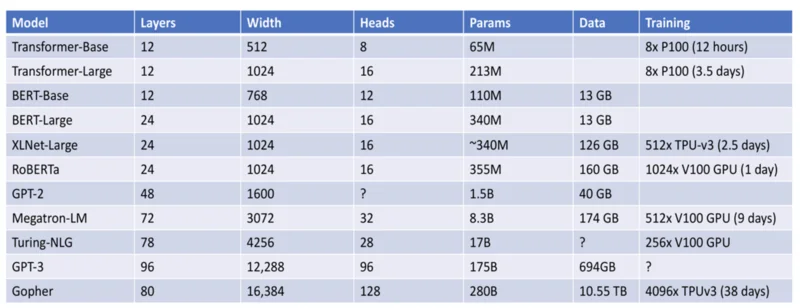 Model Layers Width Heads Params Data Training
Transformer-Base 12 512 8 65M 8x P100 (12 hours)
Transformer-Large 12 1024 16 213M 8x P100 (3.5 days)
BERT-Base 12 768 12 110M 13 GB
BERT-Large 24 1024 16 340M 13 GB
XLNet-Large 24 1024 16 ~340M 126 GB 512x TPU-v3 (2.5 days)
RoBERTa 24 1024 16 355M 160 GB 1024x V100 GPU (1 day)
GPT-2 48 1600 ? 1.5B 40 GB
Megatron-LM 72 3072 32 8.3B 174 GB 512x V100 GPU (9 days)
Turing-NLG 78 4256 28 17B ? 256x V100 GPU
GPT-3 96 12,288 96 175B 694GB ?
Gopher 80 16,384 128 280B 10.55 TB 4096x TPUv3 (38 days)